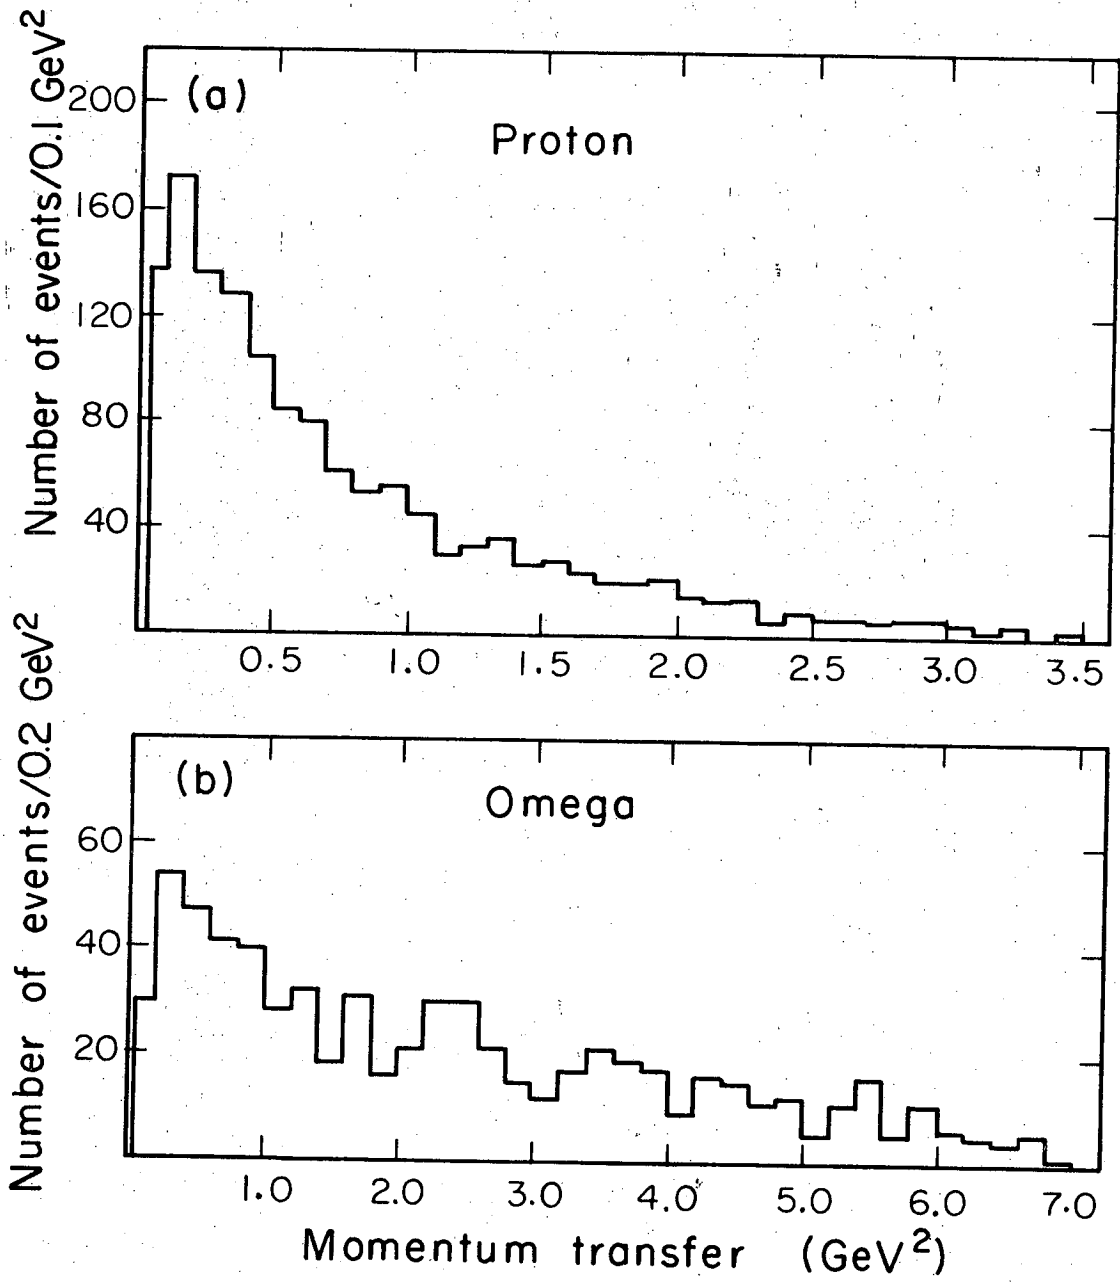 Number of events/0.1 GeV²
(a)
Proton
200
160
120
80
40
0.5 1.0 1.5 2.0 2.5 3.0 3.5
Number of events/0.2 GeV²
(b)
Omega
60
40
20
1.0 2.0 3.0 4.0 5.0 6.0 7.0
Momentum transfer (GeV²)